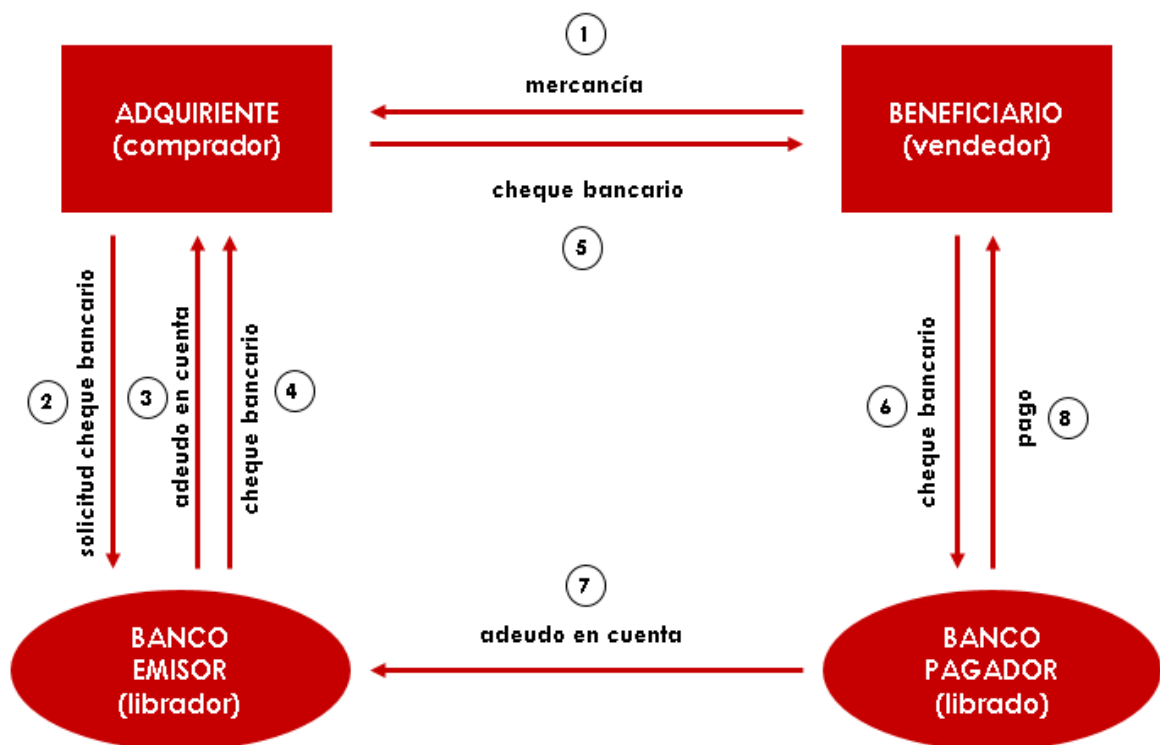 1
mercancía
ADQUIRIENTE
(comprador)
BENEFICIARIO
(vendedor)
cheque bancario
5
2
solicitud cheque bancario
3
adeudo en cuenta
cheque bancario
4
6
cheque bancario
pago
8
7
adeudo en cuenta
BANCO
EMISOR
(librador)
BANCO
PAGADOR
(librado)